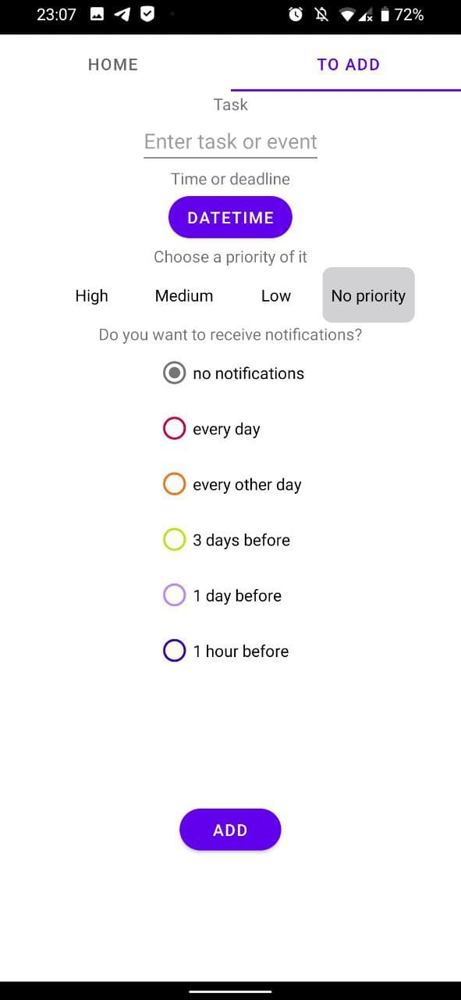 23:07 72%
HOME TO ADD
Task
Enter task or event
Time or deadline
DATETIME
Choose a priority of it
High Medium Low No priority
Do you want to receive notifications?
no notifications
every day
every other day
3 days before
1 day before
1 hour before
ADD